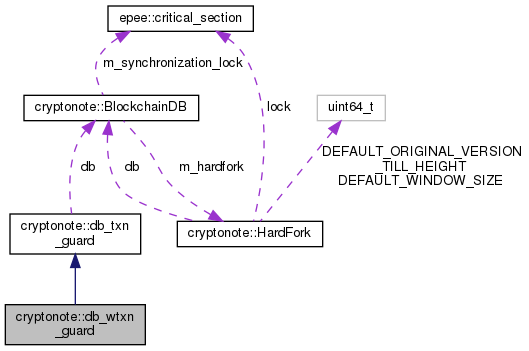 epee::critical_section
m_synchronization_lock
cryptonote::BlockchainDB
lock
uint64_t
db
db
m_hardfork
DEFAULT_ORIGINAL_VERSION
_TILL_HEIGHT
DEFAULT_WINDOW_SIZE
cryptonote::db_txn
_guard
cryptonote::HardFork
cryptonote::db_wtxn
_guard